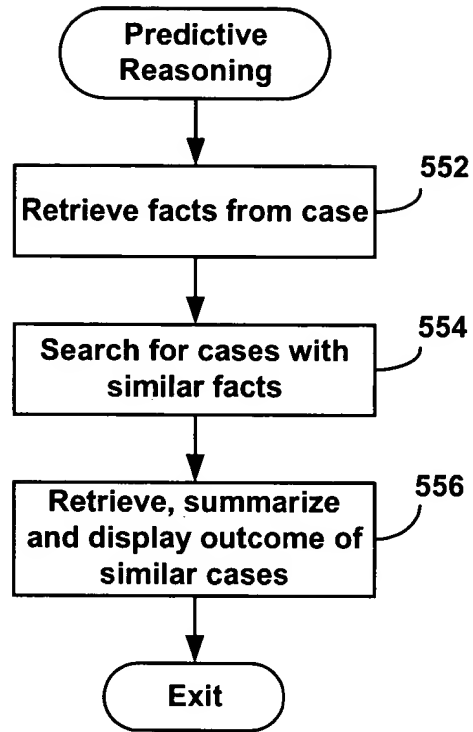 Predictive
Reasoning
552
Retrieve facts from case
554
Search for cases with
similar facts
556
Retrieve, summarize
and display outcome of
similar cases
Exit